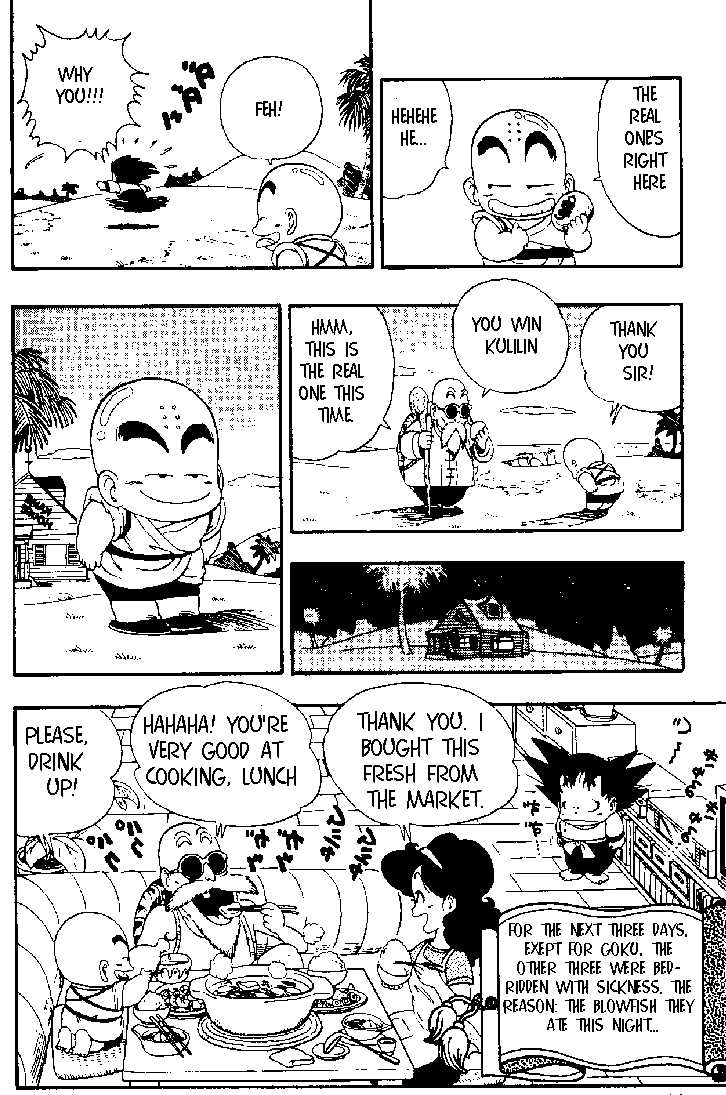 WHY
YOU!!!
FEH!
HEHEHE
HE...
THE
REAL
ONE'S
RIGHT
HERE
HMM,
THIS IS
THE REAL
ONE THIS
TIME.
YOU WIN
KULILIN
THANK
YOU
SIR!
PLEASE,
DRINK
UP!
HAHAHA! YOU'RE
VERY GOOD AT
COOKING, LUNCH
THANK YOU. I
BOUGHT THIS
FRESH FROM
THE MARKET.
FOR THE NEXT THREE DAYS,
EXEPT FOR GOKU, THE
OTHER THREE WERE BED-
RIDDEN WITH SICKNESS. THE
REASON: THE BLOWFISH THEY
ATE THIS NIGHT...